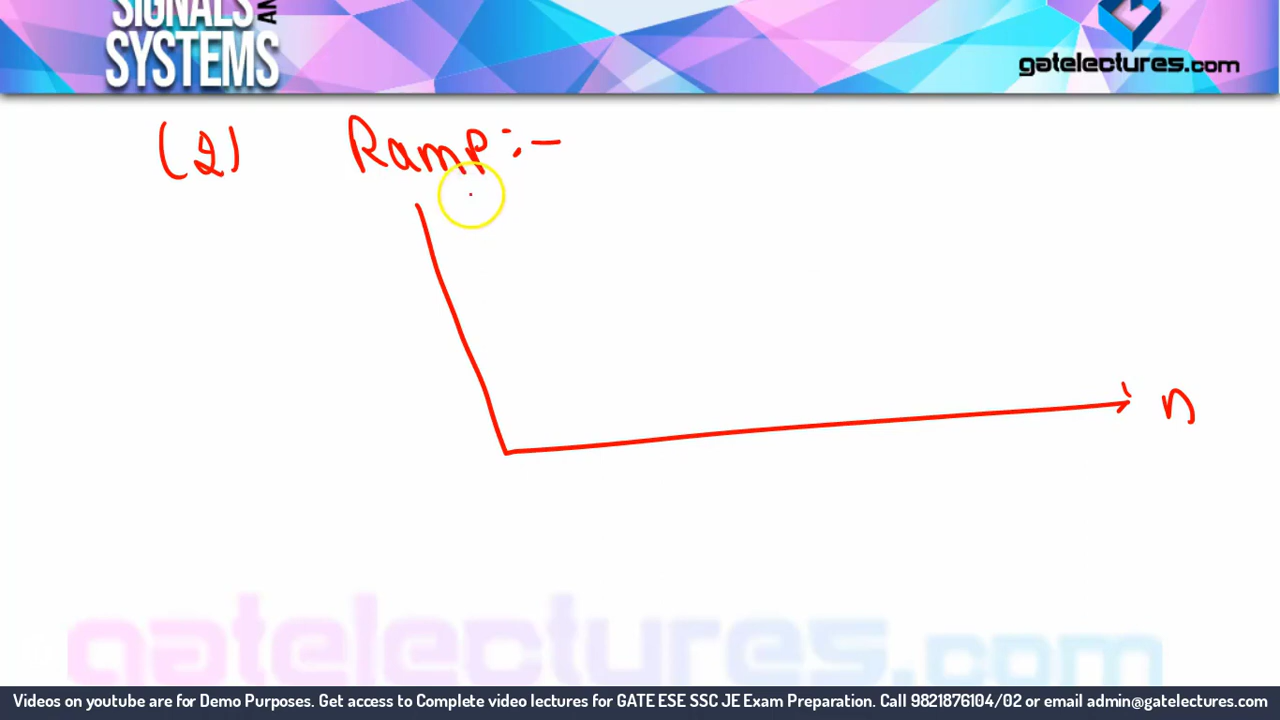 SIGNALS AND
SYSTEMS
gatelectures.com
(2) Ramp:-
n
gatelectures.com
Videos on youtube are for Demo Purposes. Get access to Complete video lectures for GATE ESE SSC JE Exam Preparation. Call 9821876104/02 or email admin@gatelectures.com